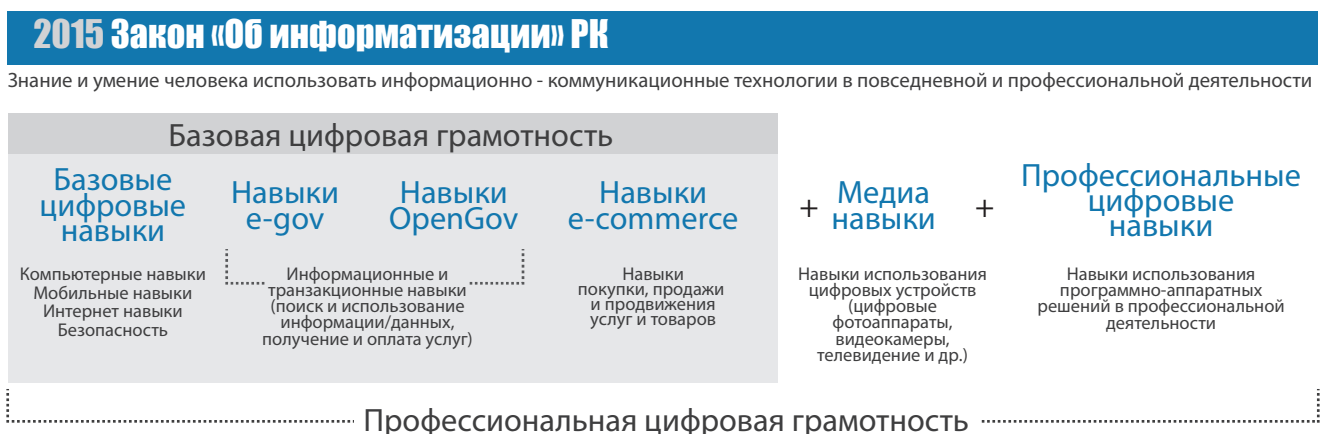 2015 Закон «Об информатизации» РК
Знание и умение человека использовать информационно - коммуникационные технологии в повседневной и профессиональной деятельности
Базовая цифровая грамотность
Базовые
цифровые
навыки
Компьютерные навыки
Мобильные навыки
Интернет навыки
Безопасность
Навыки
e-gov
Навыки
OpenGov
Информационные и
транзакционные навыки
(поиск и использование
информации/данных,
получение и оплата услуг)
Навыки
e-commerce
Навыки
покупки, продажи
и продвижения
услуг и товаров
+
Медиа
навыки
Навыки использования
цифровых устройств
(цифровые
фотоаппараты,
видеокамеры,
телевидение и др.)
+
Профессиональные
цифровые
навыки
Навыки использования
программно-аппаратных
решений в профессиональной
деятельности
Профессиональная цифровая грамотность